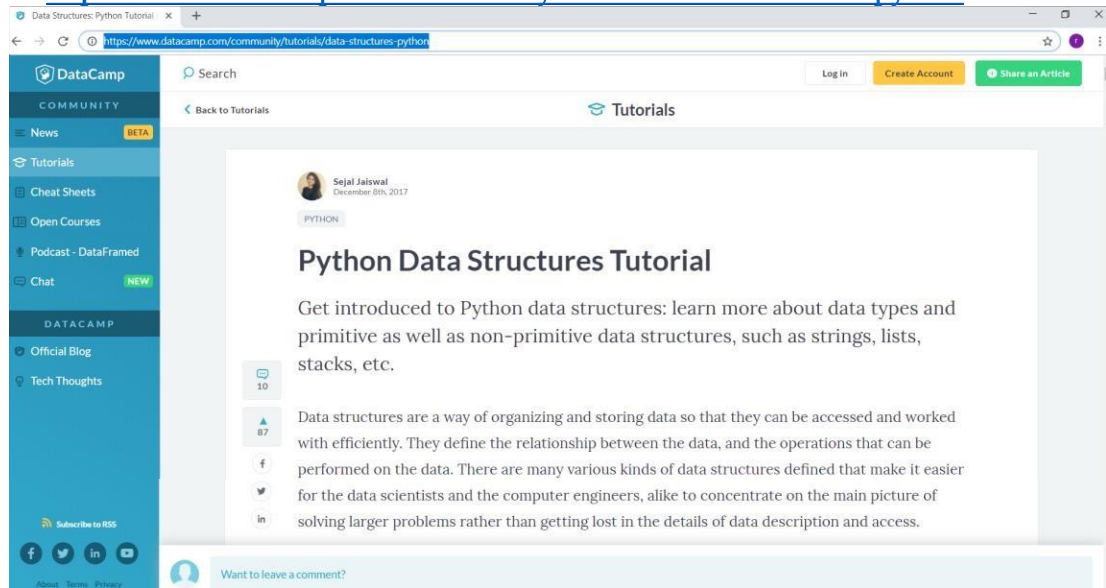 Data Structures: Python Tutorial
https://www.datacamp.com/community/tutorials/data-structures-python
DataCamp
Search
Log in
Create Account
Share an Article
COMMUNITY
Back to Tutorials
Tutorials
News
BETA
Tutorials
Cheat Sheets
Open Courses
Podcast - DataFramed
Chat
NEW
DATACAMP
Official Blog
Tech Thoughts
Subscribe to RSS
About Terms Privacy
Sejal Jaiswal
December 8th, 2017
PYTHON
Python Data Structures Tutorial
Get introduced to Python data structures: learn more about data types and
primitive as well as non-primitive data structures, such as strings, lists,
stacks, etc.
10
87
Data structures are a way of organizing and storing data so that they can be accessed and worked
with efficiently. They define the relationship between the data, and the operations that can be
performed on the data. There are many various kinds of data structures defined that make it easier
for the data scientists and the computer engineers, alike to concentrate on the main picture of
solving larger problems rather than getting lost in the details of data description and access.
Want to leave a comment?